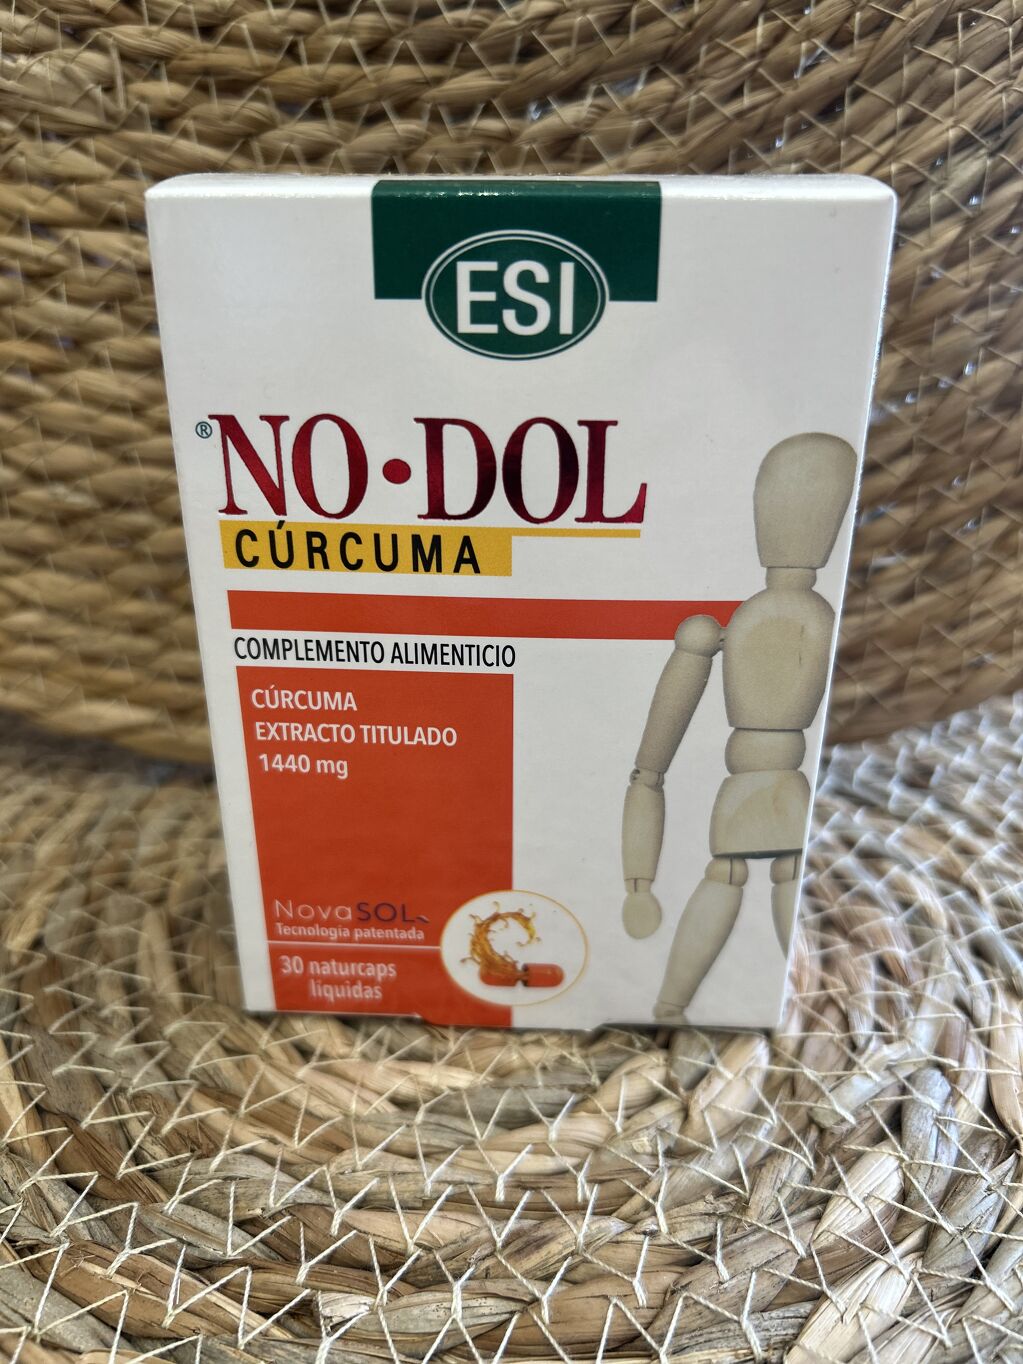 ESI
®NO·DOL
CÚRCUMA
COMPLEMENTO ALIMENTICIO
CÚRCUMA
EXTRACTO TITULADO
1440 mg
NovaSOL
Tecnología patentada
30 naturcaps
líquidas